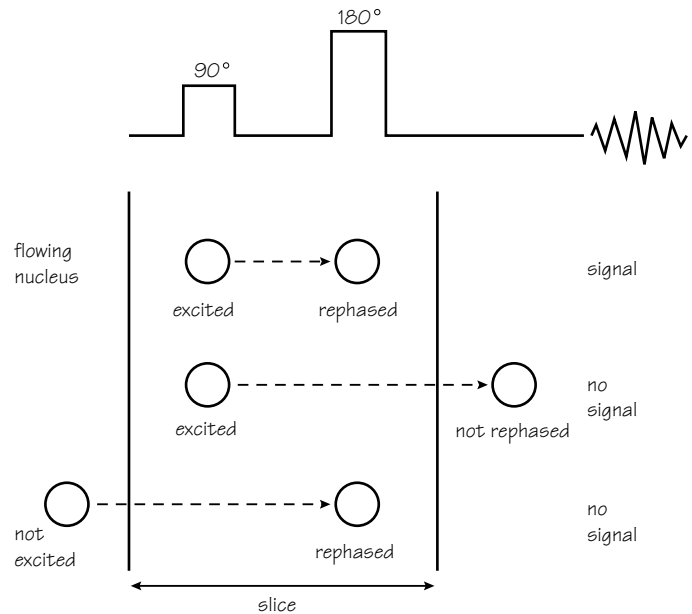 180°
90°
flowing
nucleus
signal
excited
rephased
no
signal
excited
not rephased
not
excited
no
signal
rephased
slice